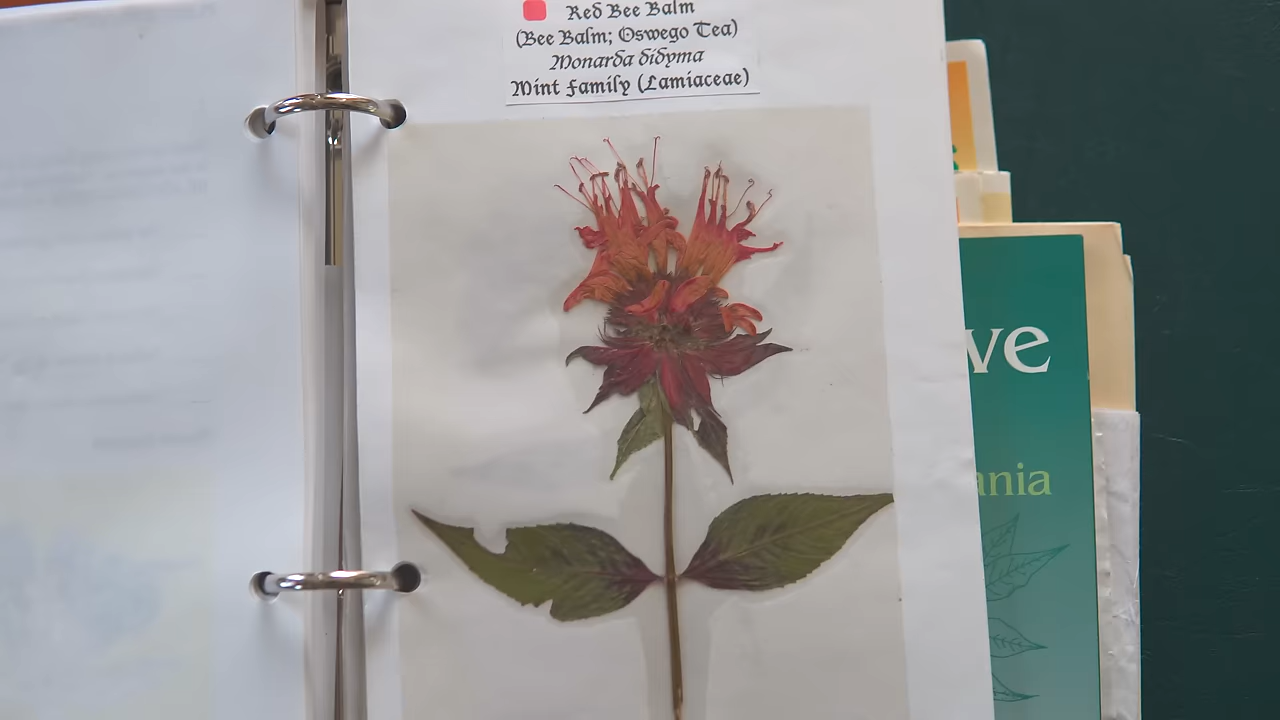 Red Bee Balm
(Bee Balm; Oswego Tea)
Monarda didyma
Mint Family (Lamiaceae)
ve
ania